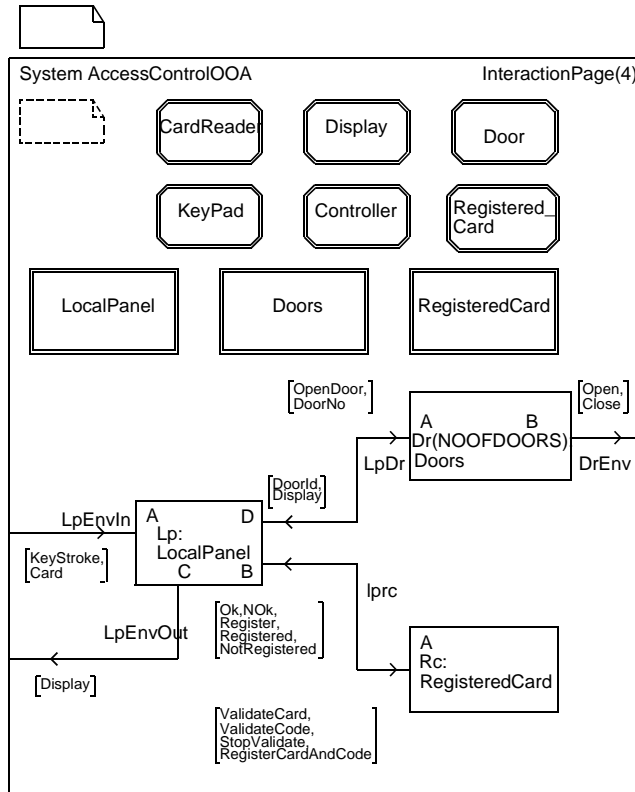 System AccessControlOOA
InteractionPage(4)
CardReader
Display
Door
KeyPad
Controller
Registered_
Card
LocalPanel
Doors
RegisteredCard
[OpenDoor,
DoorNo]
[Open,
Close]
A B
Dr(NOOFDOORS)
Doors
LpDr
DrEnv
[DoorId,
Display]
LpEnvIn
A D
Lp:
LocalPanel
C B
[KeyStroke,
Card]
lprc
[Ok,NOk,
Register,
Registered,
NotRegistered]
LpEnvOut
A
Rc:
RegisteredCard
[Display]
[ValidateCard,
ValidateCode,
StopValidate,
RegisterCardAndCode]